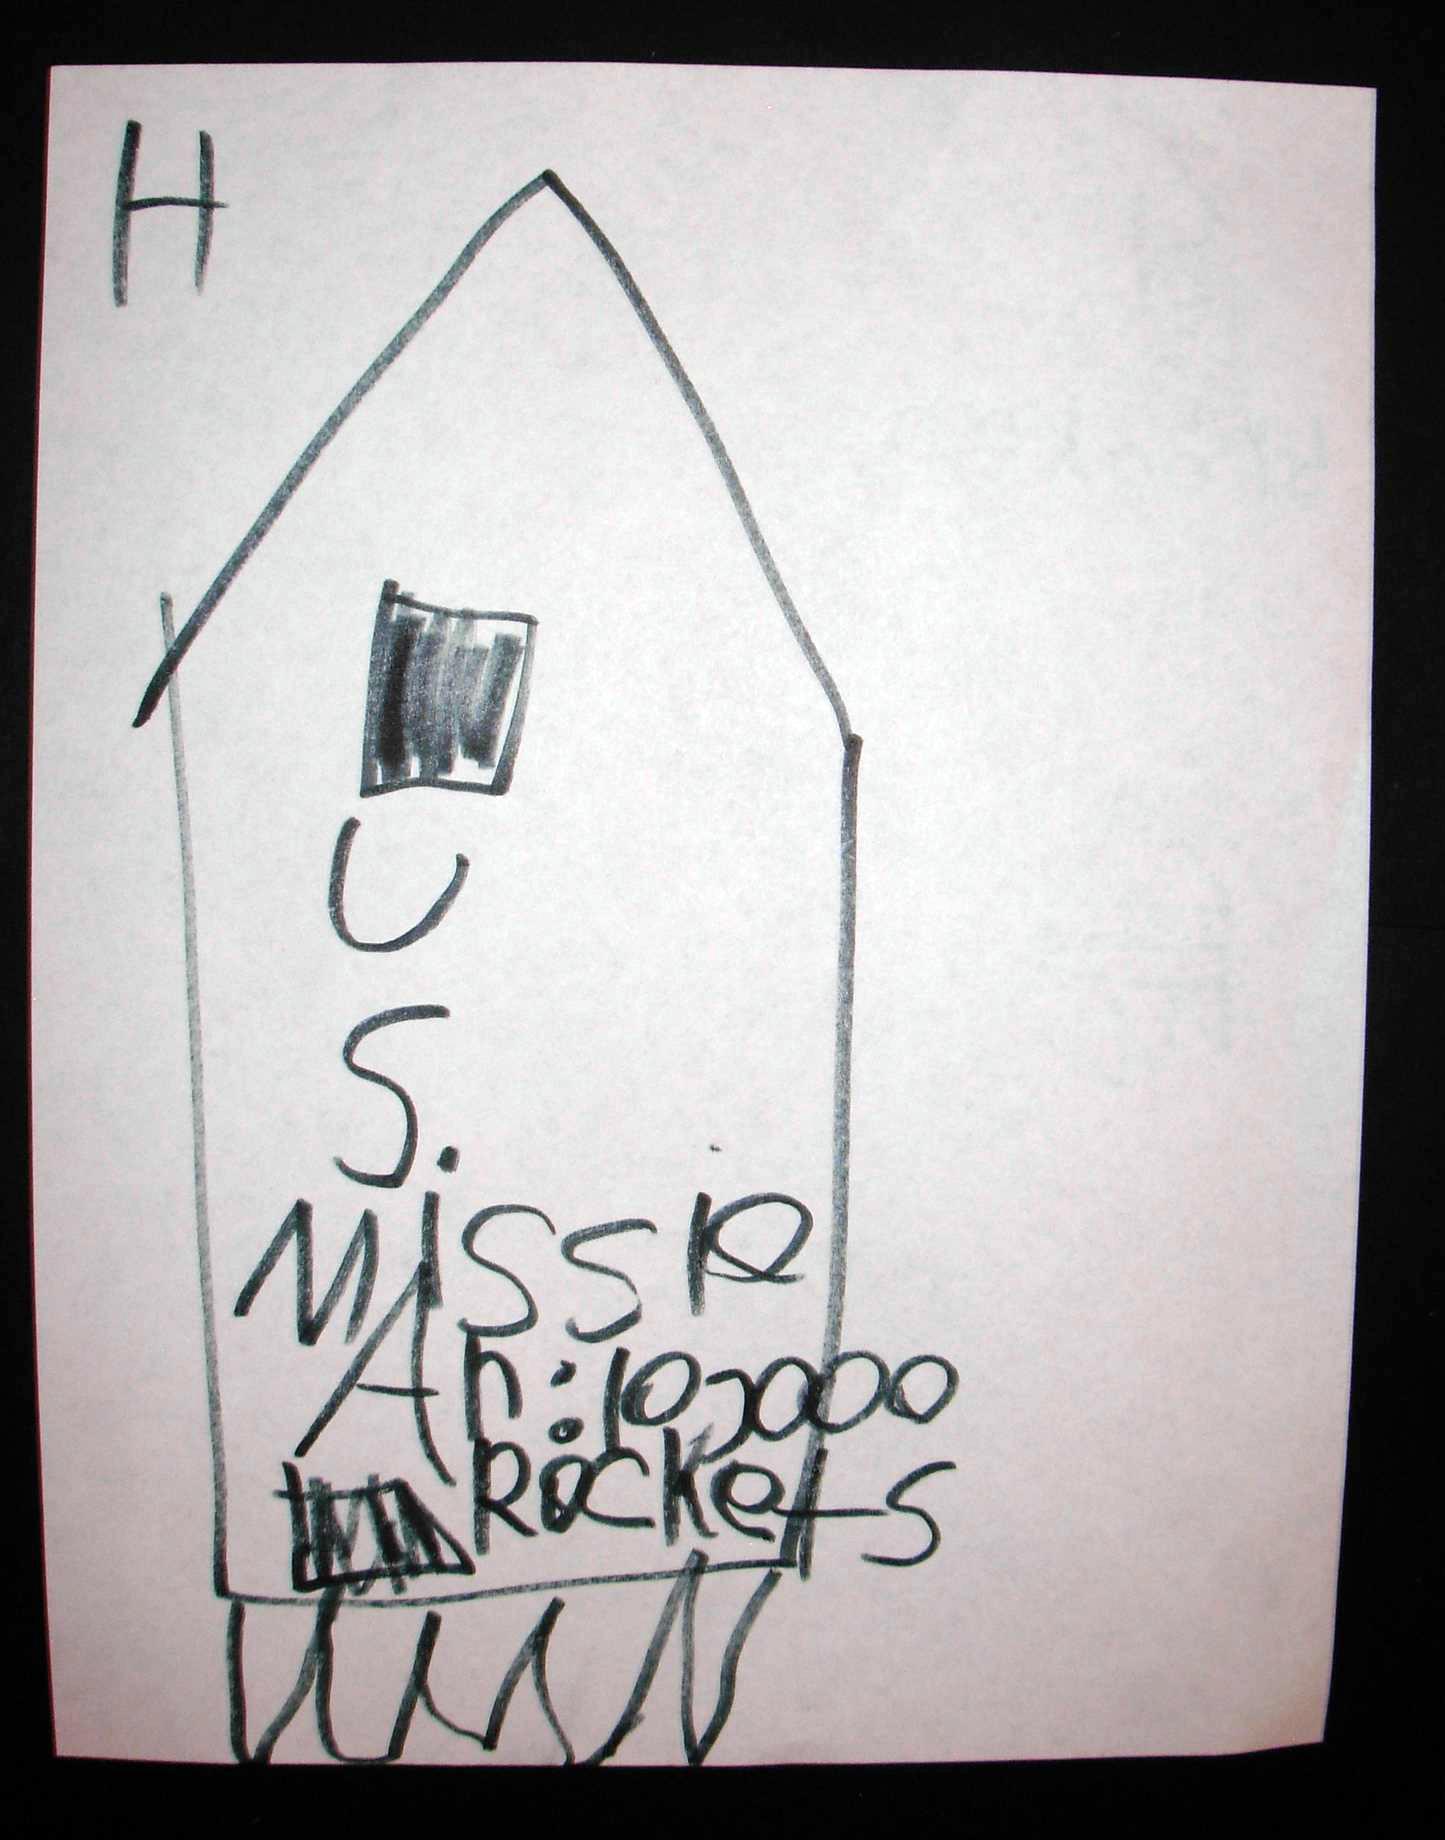 H
U
S.
Missie
An: 10,000
Rockets